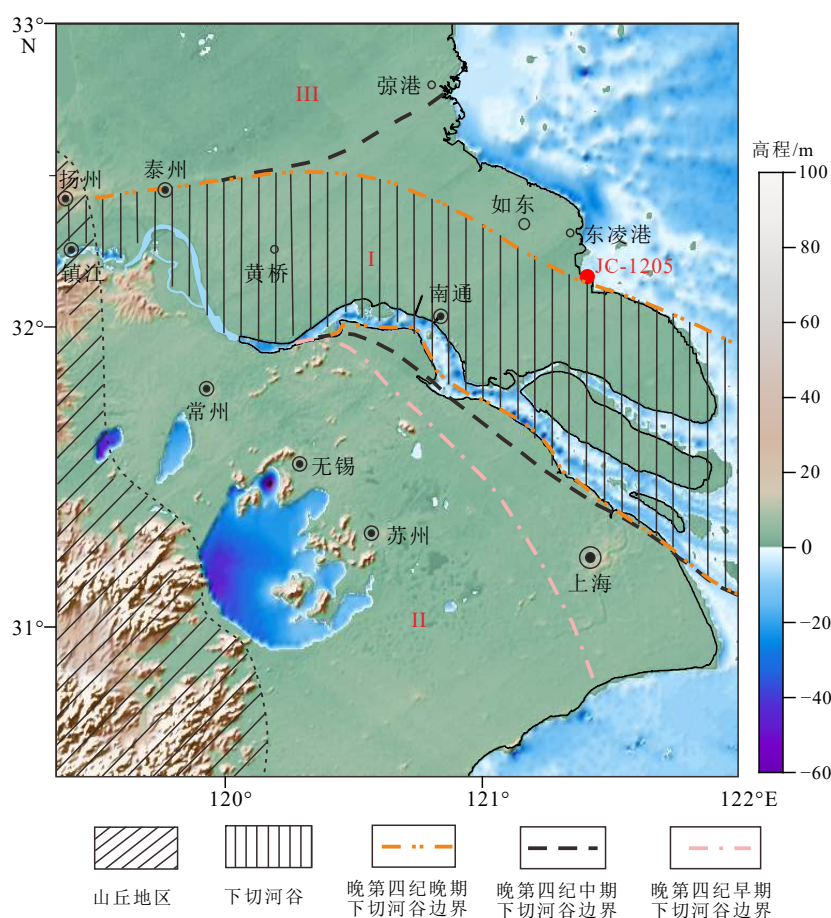 33°
N
弶港
III
高程/m
100
泰州
扬州
80
如东
东凌港
60
I
JC-1205
黄桥
镇江
南通
32°
40
常州
20
无锡
苏州
0
上海
−20
II
31°
−40
−60
120°
121°
122°E
山丘地区
下切河谷
晚第四纪晚期
下切河谷边界
晚第四纪中期
下切河谷边界
晚第四纪早期
下切河谷边界